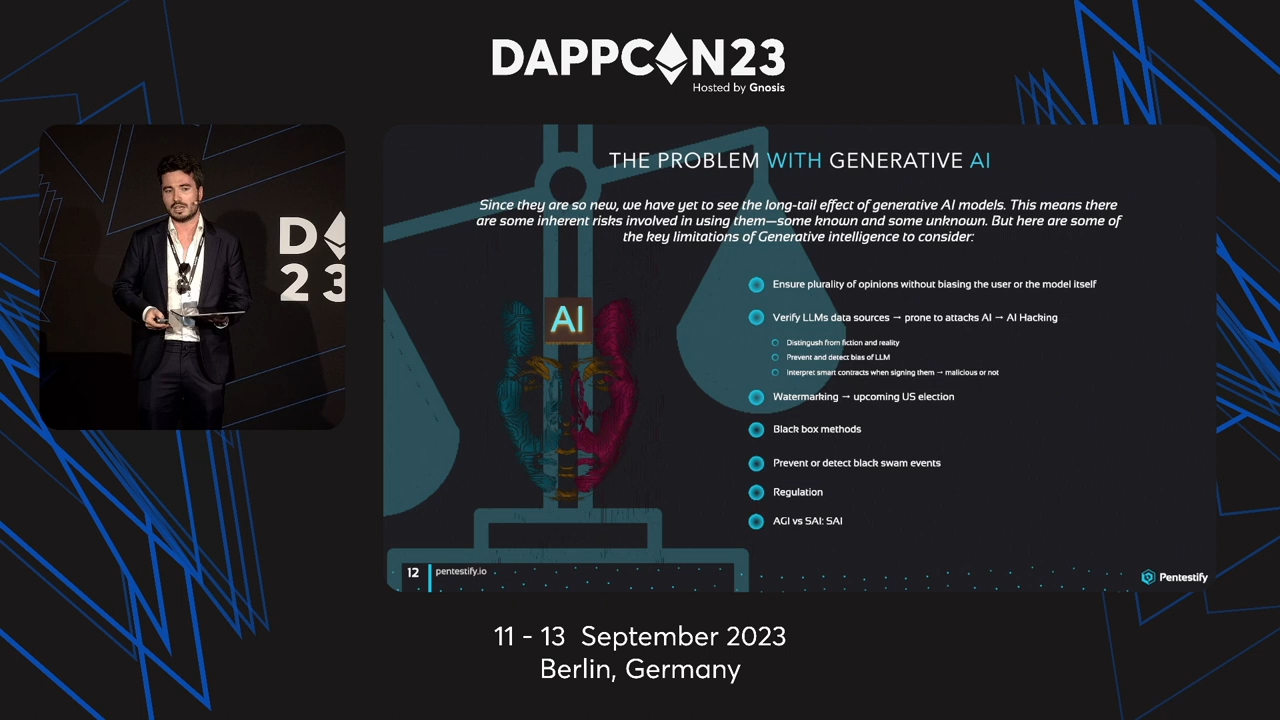 DAPPCON23
Hosted by Gnosis
D
23
THE PROBLEM WITH GENERATIVE AI
Since they are so new, we have yet to see the long-tail effect of generative AI models. This means there
are some inherent risks involved in using them—some known and some unknown. But here are some of
the key limitations of Generative intelligence to consider:
AI
Ensure plurality of opinions without biasing the user or the model itself
Verify LLMs data sources → prone to attacks AI → AI Hacking
Distingush from fiction and reality
Prevent and detect bias of LLM
Interpret smart contracts when signing them → malicious or not
Watermarking → upcoming US election
Black box methods
Prevent or detect black swam events
Regulation
AGI vs SAI: SAI
12
pentestify.io
Pentestify
11 - 13 September 2023
Berlin, Germany